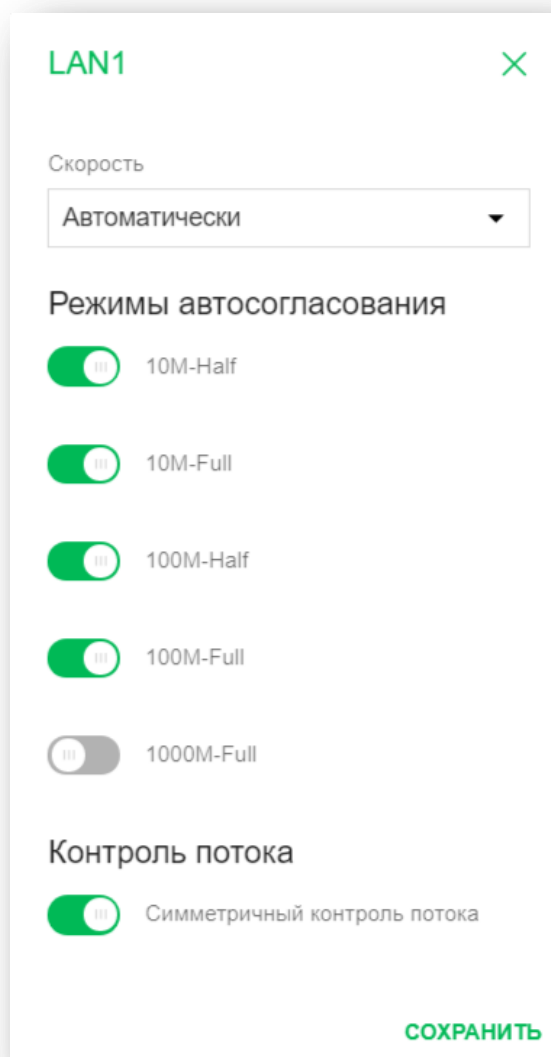 LAN1
Скорость
Автоматически
Режимы автосогласования
10M-Half
10M-Full
100M-Half
100M-Full
1000M-Full
Контроль потока
Симметричный контроль потока
СОХРАНИТЬ